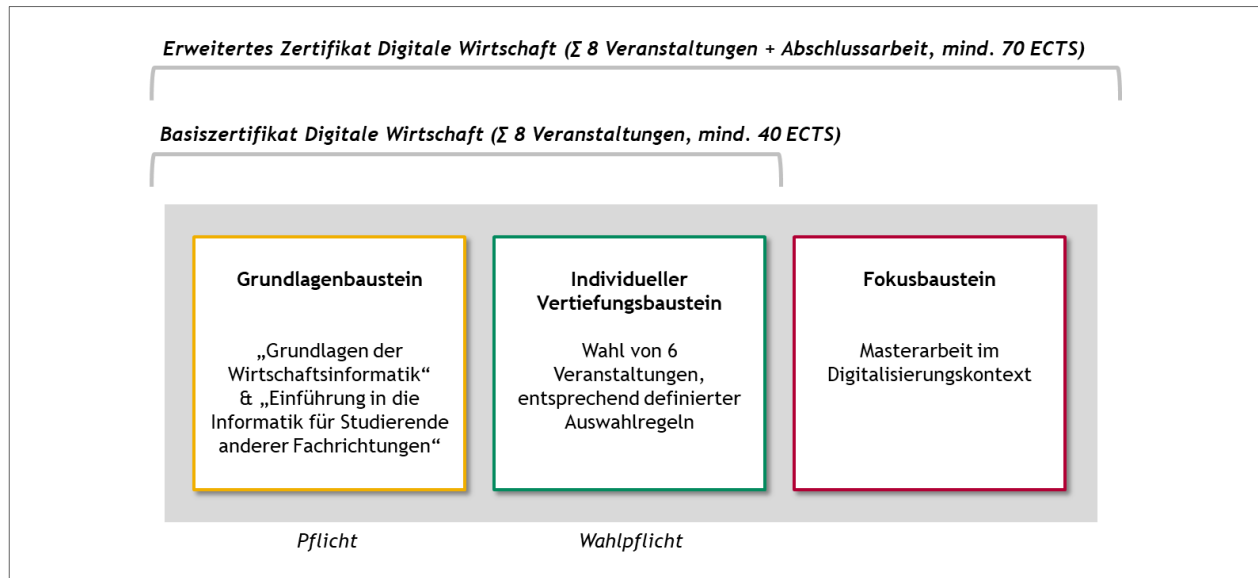 Erweitertes Zertifikat Digitale Wirtschaft (Σ 8 Veranstaltungen + Abschlussarbeit, mind. 70 ECTS)
Basiszertifikat Digitale Wirtschaft (Σ 8 Veranstaltungen, mind. 40 ECTS)
Grundlagenbaustein
„Grundlagen der
Wirtschaftsinformatik“
& „Einführung in die
Informatik für Studierende
anderer Fachrichtungen“
Individueller
Vertiefungsbaustein
Wahl von 6
Veranstaltungen,
entsprechend definierter
Auswahlregeln
Fokusbaustein
Masterarbeit im
Digitalisierungskontext
Pflicht
Wahlpflicht